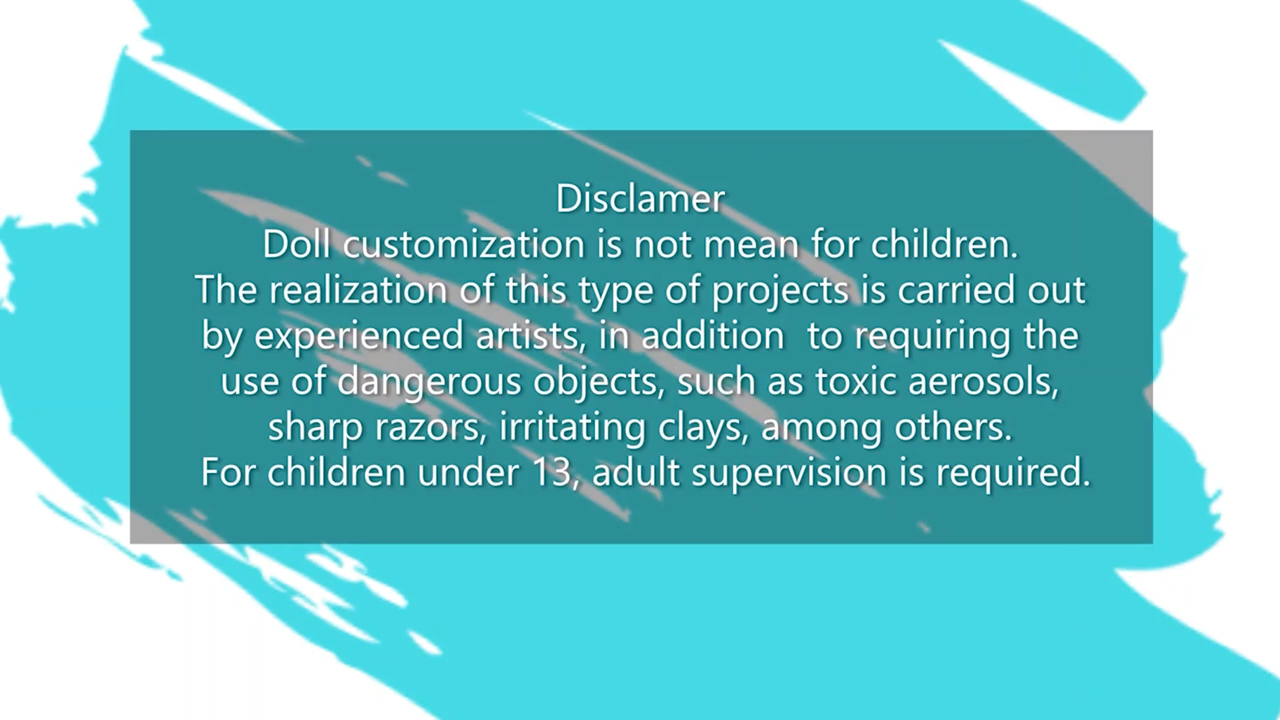 Disclamer
Doll customization is not mean for children.
The realization of this type of projects is carried out
by experienced artists, in addition  to requiring the
use of dangerous objects, such as toxic aerosols,
sharp razors, irritating clays, among others.
For children under 13, adult supervision is required.